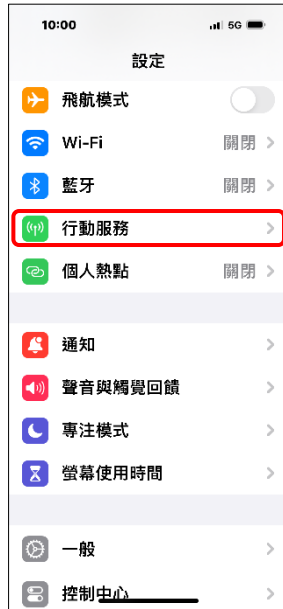 10:00 5G
設定
飛航模式
Wi-Fi 關閉
藍牙 關閉
行動服務
個人熱點 關閉
通知
聲音與觸覺回饋
專注模式
螢幕使用時間
一般
控制中心